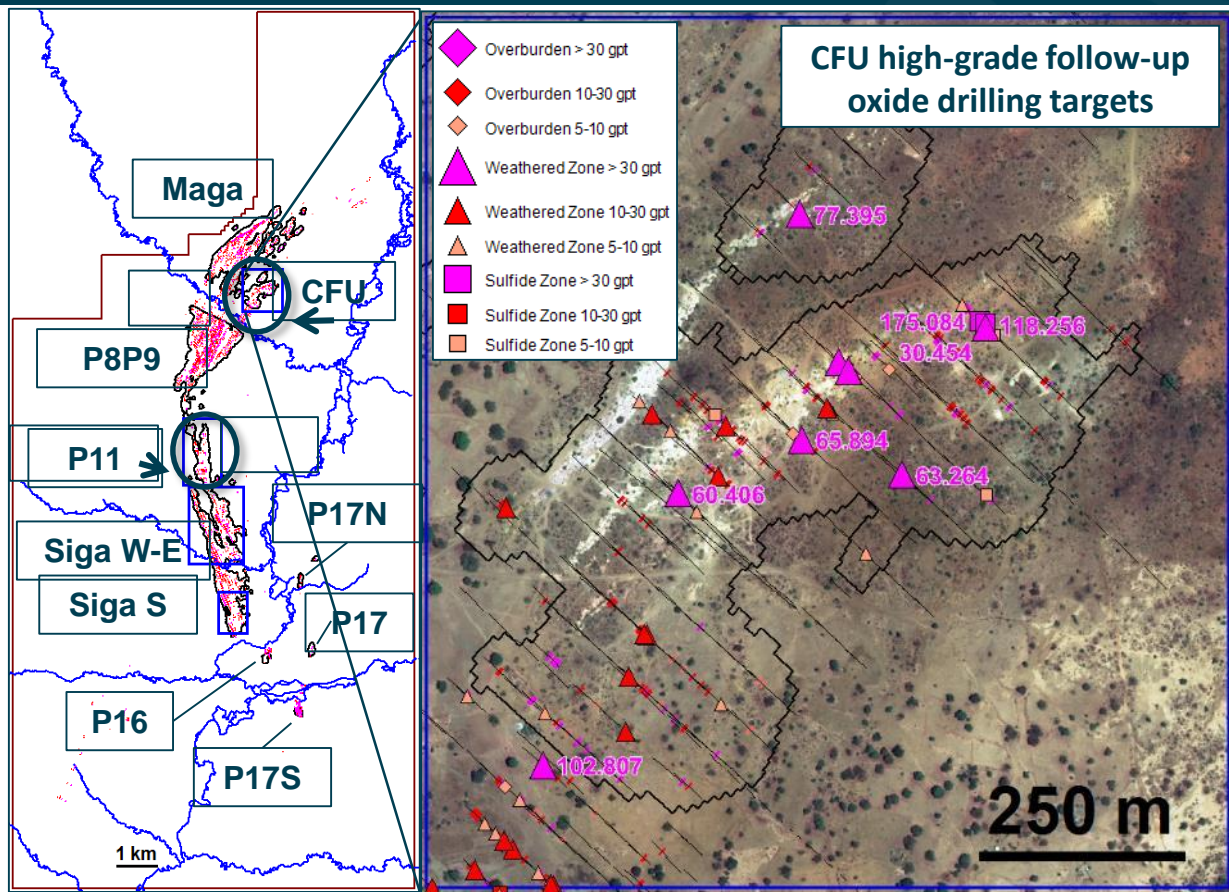 Maga
CFU
P8P9
P11
P17N
Siga W-E
Siga S
P17
P16
P17S
1 km
Overburden > 30 gpt
Overburden 10-30 gpt
Overburden 5-10 gpt
Weathered Zone > 30 gpt
Weathered Zone 10-30 gpt
Weathered Zone 5-10 gpt
Sulfide Zone > 30 gpt
Sulfide Zone 10-30 gpt
Sulfide Zone 5-10 gpt
CFU high-grade follow-up
oxide drilling targets
77.395
175.084
118.256
30.454
65.894
63.264
60.406
102.807
250 m